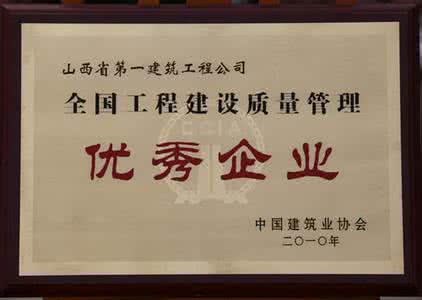 山西省第一建筑工程公司
全国工程建设质量管理
优秀企业
CCIA
中国建筑业协会
二〇一〇年